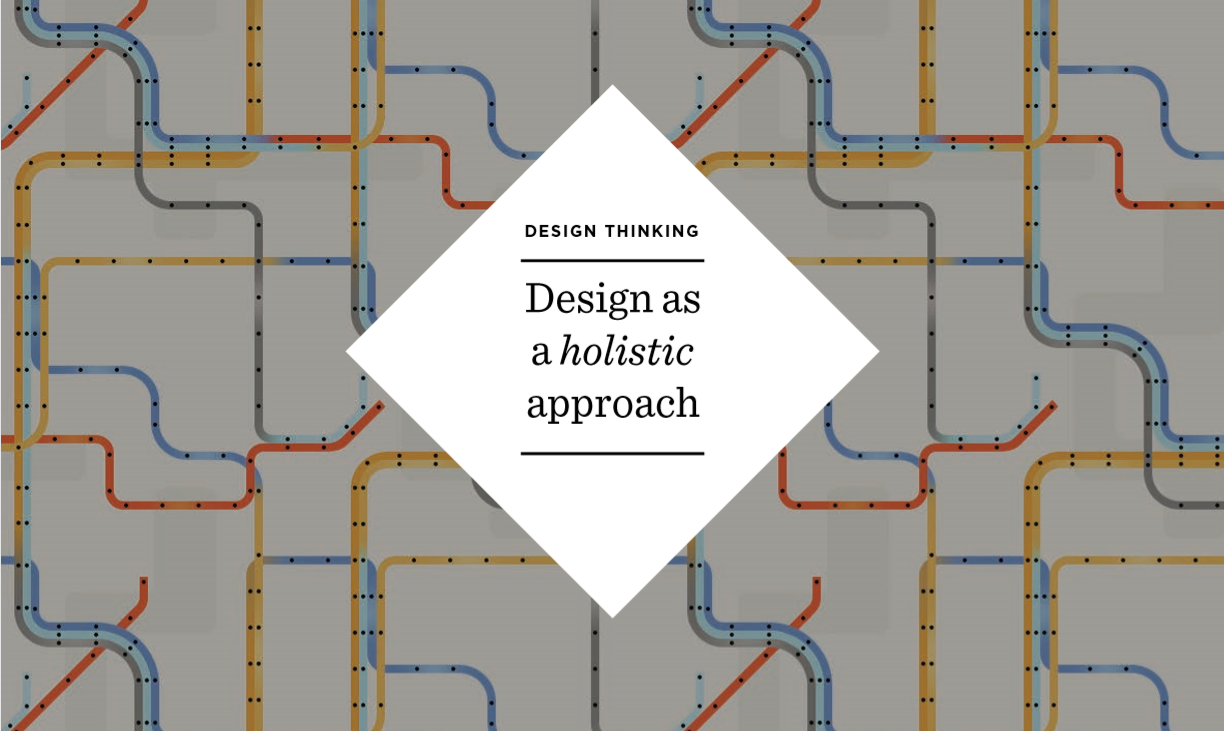 DESIGN THINKING
Design as
a holistic
approach